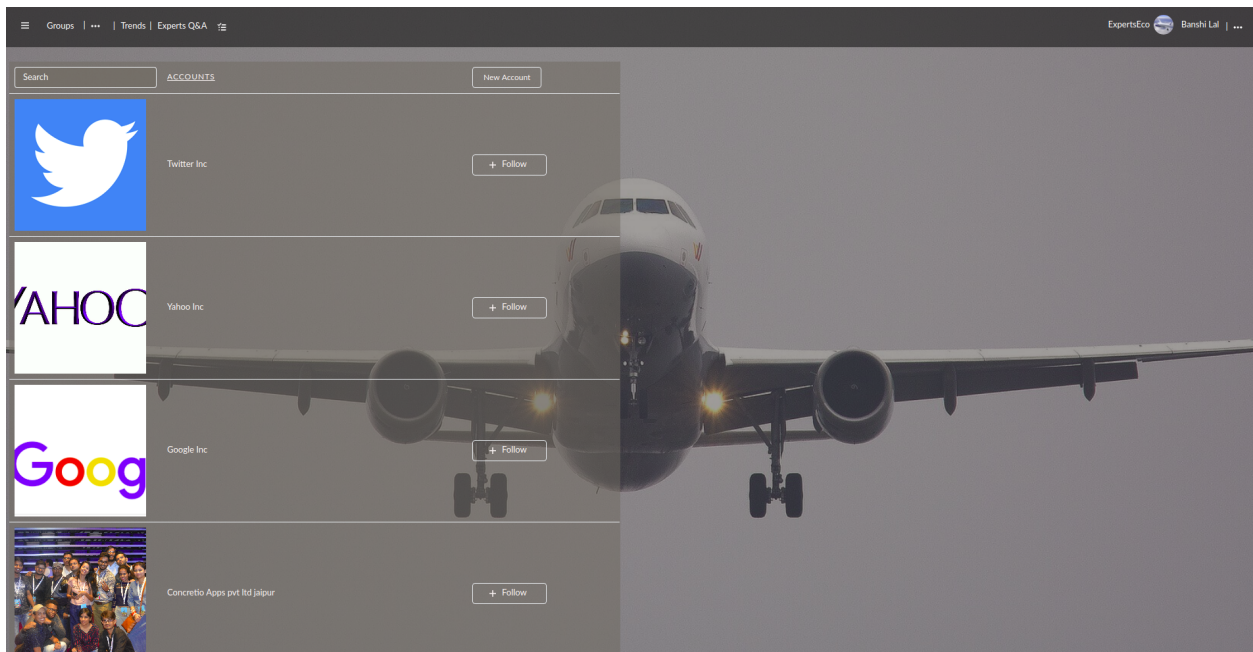 Groups | ••• | Trends | Experts Q&A
ExpertsEco Banshi Lal | •••
Search ACCOUNTS New Account
Twitter Inc + Follow
YAHOO
Yahoo Inc + Follow
Goog
Google Inc + Follow
Concretio Apps pvt ltd jaipur + Follow